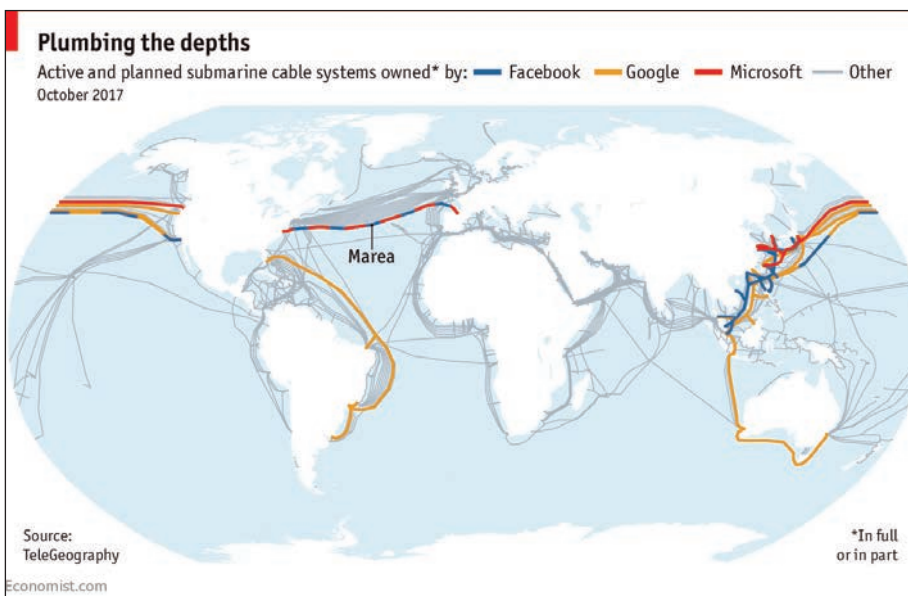 Plumbing the depths
Active and planned submarine cable systems owned* by: Facebook Google Microsoft Other
October 2017
Marea
Source:
TeleGeography
*In full
or in part
Economist.com